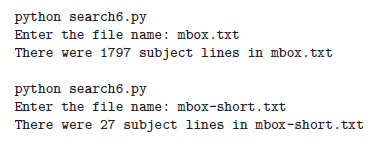 python search6.py
Enter the file name: mbox.txt
There were 1797 subject lines in mbox.txt
python search6.py
Enter the file name: mbox-short.txt
There were 27 subject lines in mbox-short.txt